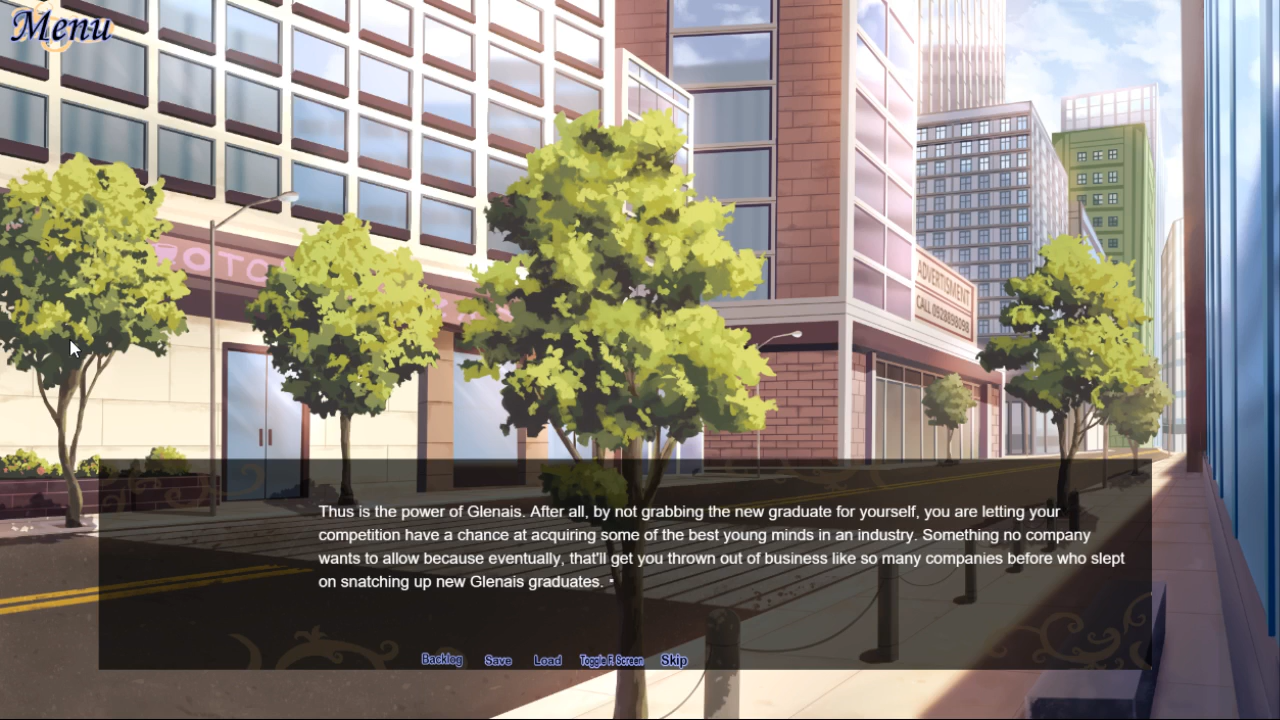 Menu
ADVERTISMENT
CALL 0928898098
Thus is the power of Glenais. After all, by not grabbing the new graduate for yourself, you are letting your
competition have a chance at acquiring some of the best young minds in an industry. Something no company
wants to allow because eventually, that'll get you thrown out of business like so many companies before who slept
on snatching up new Glenais graduates.
Backlog Save Load Toggle F. Screen Skip